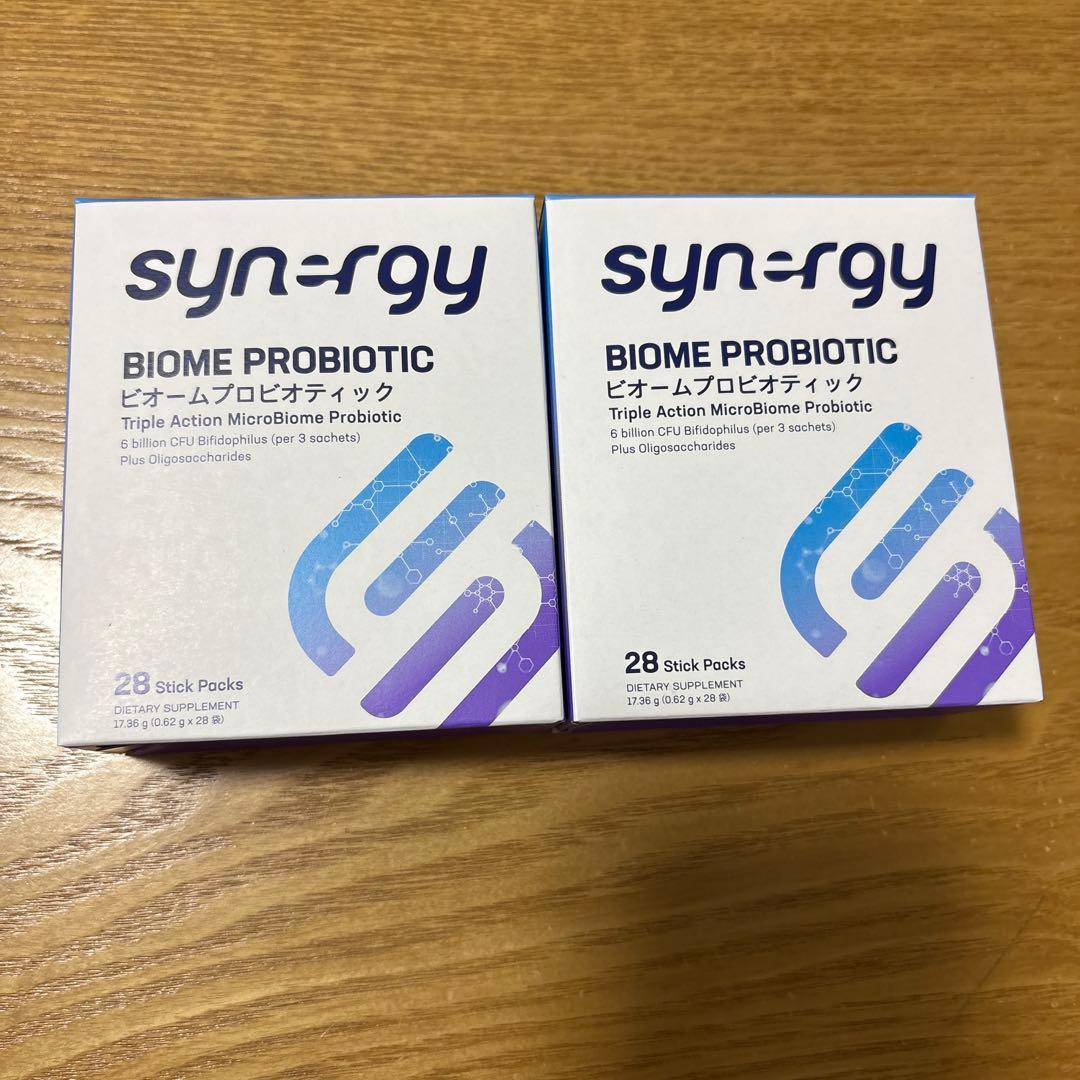 synergy
BIOME PROBIOTIC
ビオームプロビオティック
Triple Action MicroBiome Probiotic
6 billion CFU Bifidophilus (per 3 sachets)
Plus Oligosaccharides
28 Stick Packs
DIETARY SUPPLEMENT
17.36 g (0.62 g x 28 袋)
synergy
BIOME PROBIOTIC
ビオームプロビオティック
Triple Action MicroBiome Probiotic
6 billion CFU Bifidophilus (per 3 sachets)
Plus Oligosaccharides
28 Stick Packs
DIETARY SUPPLEMENT
17.36 g (0.62 g x 28 袋)